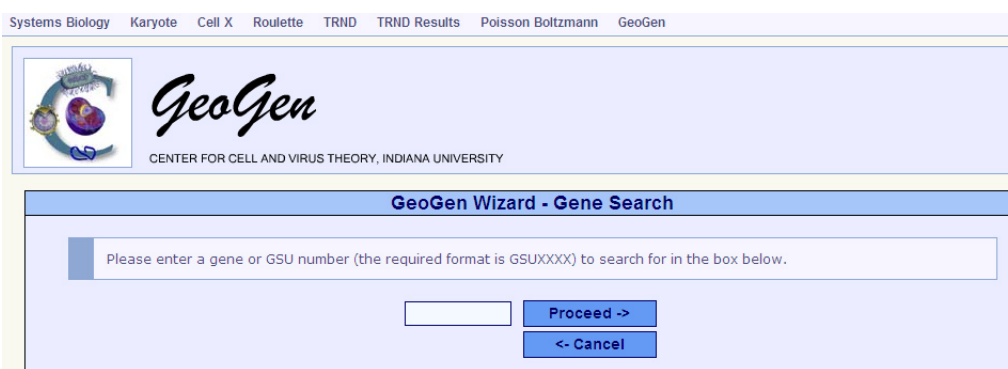 Systems Biology Karyote Cell X Roulette TRND TRND Results Poisson Boltzmann GeoGen
GeoGen
CENTER FOR CELL AND VIRUS THEORY, INDIANA UNIVERSITY
GeoGen Wizard - Gene Search
Please enter a gene or GSU number (the required format is GSUXXXX) to search for in the box below.
Proceed ->
<- Cancel